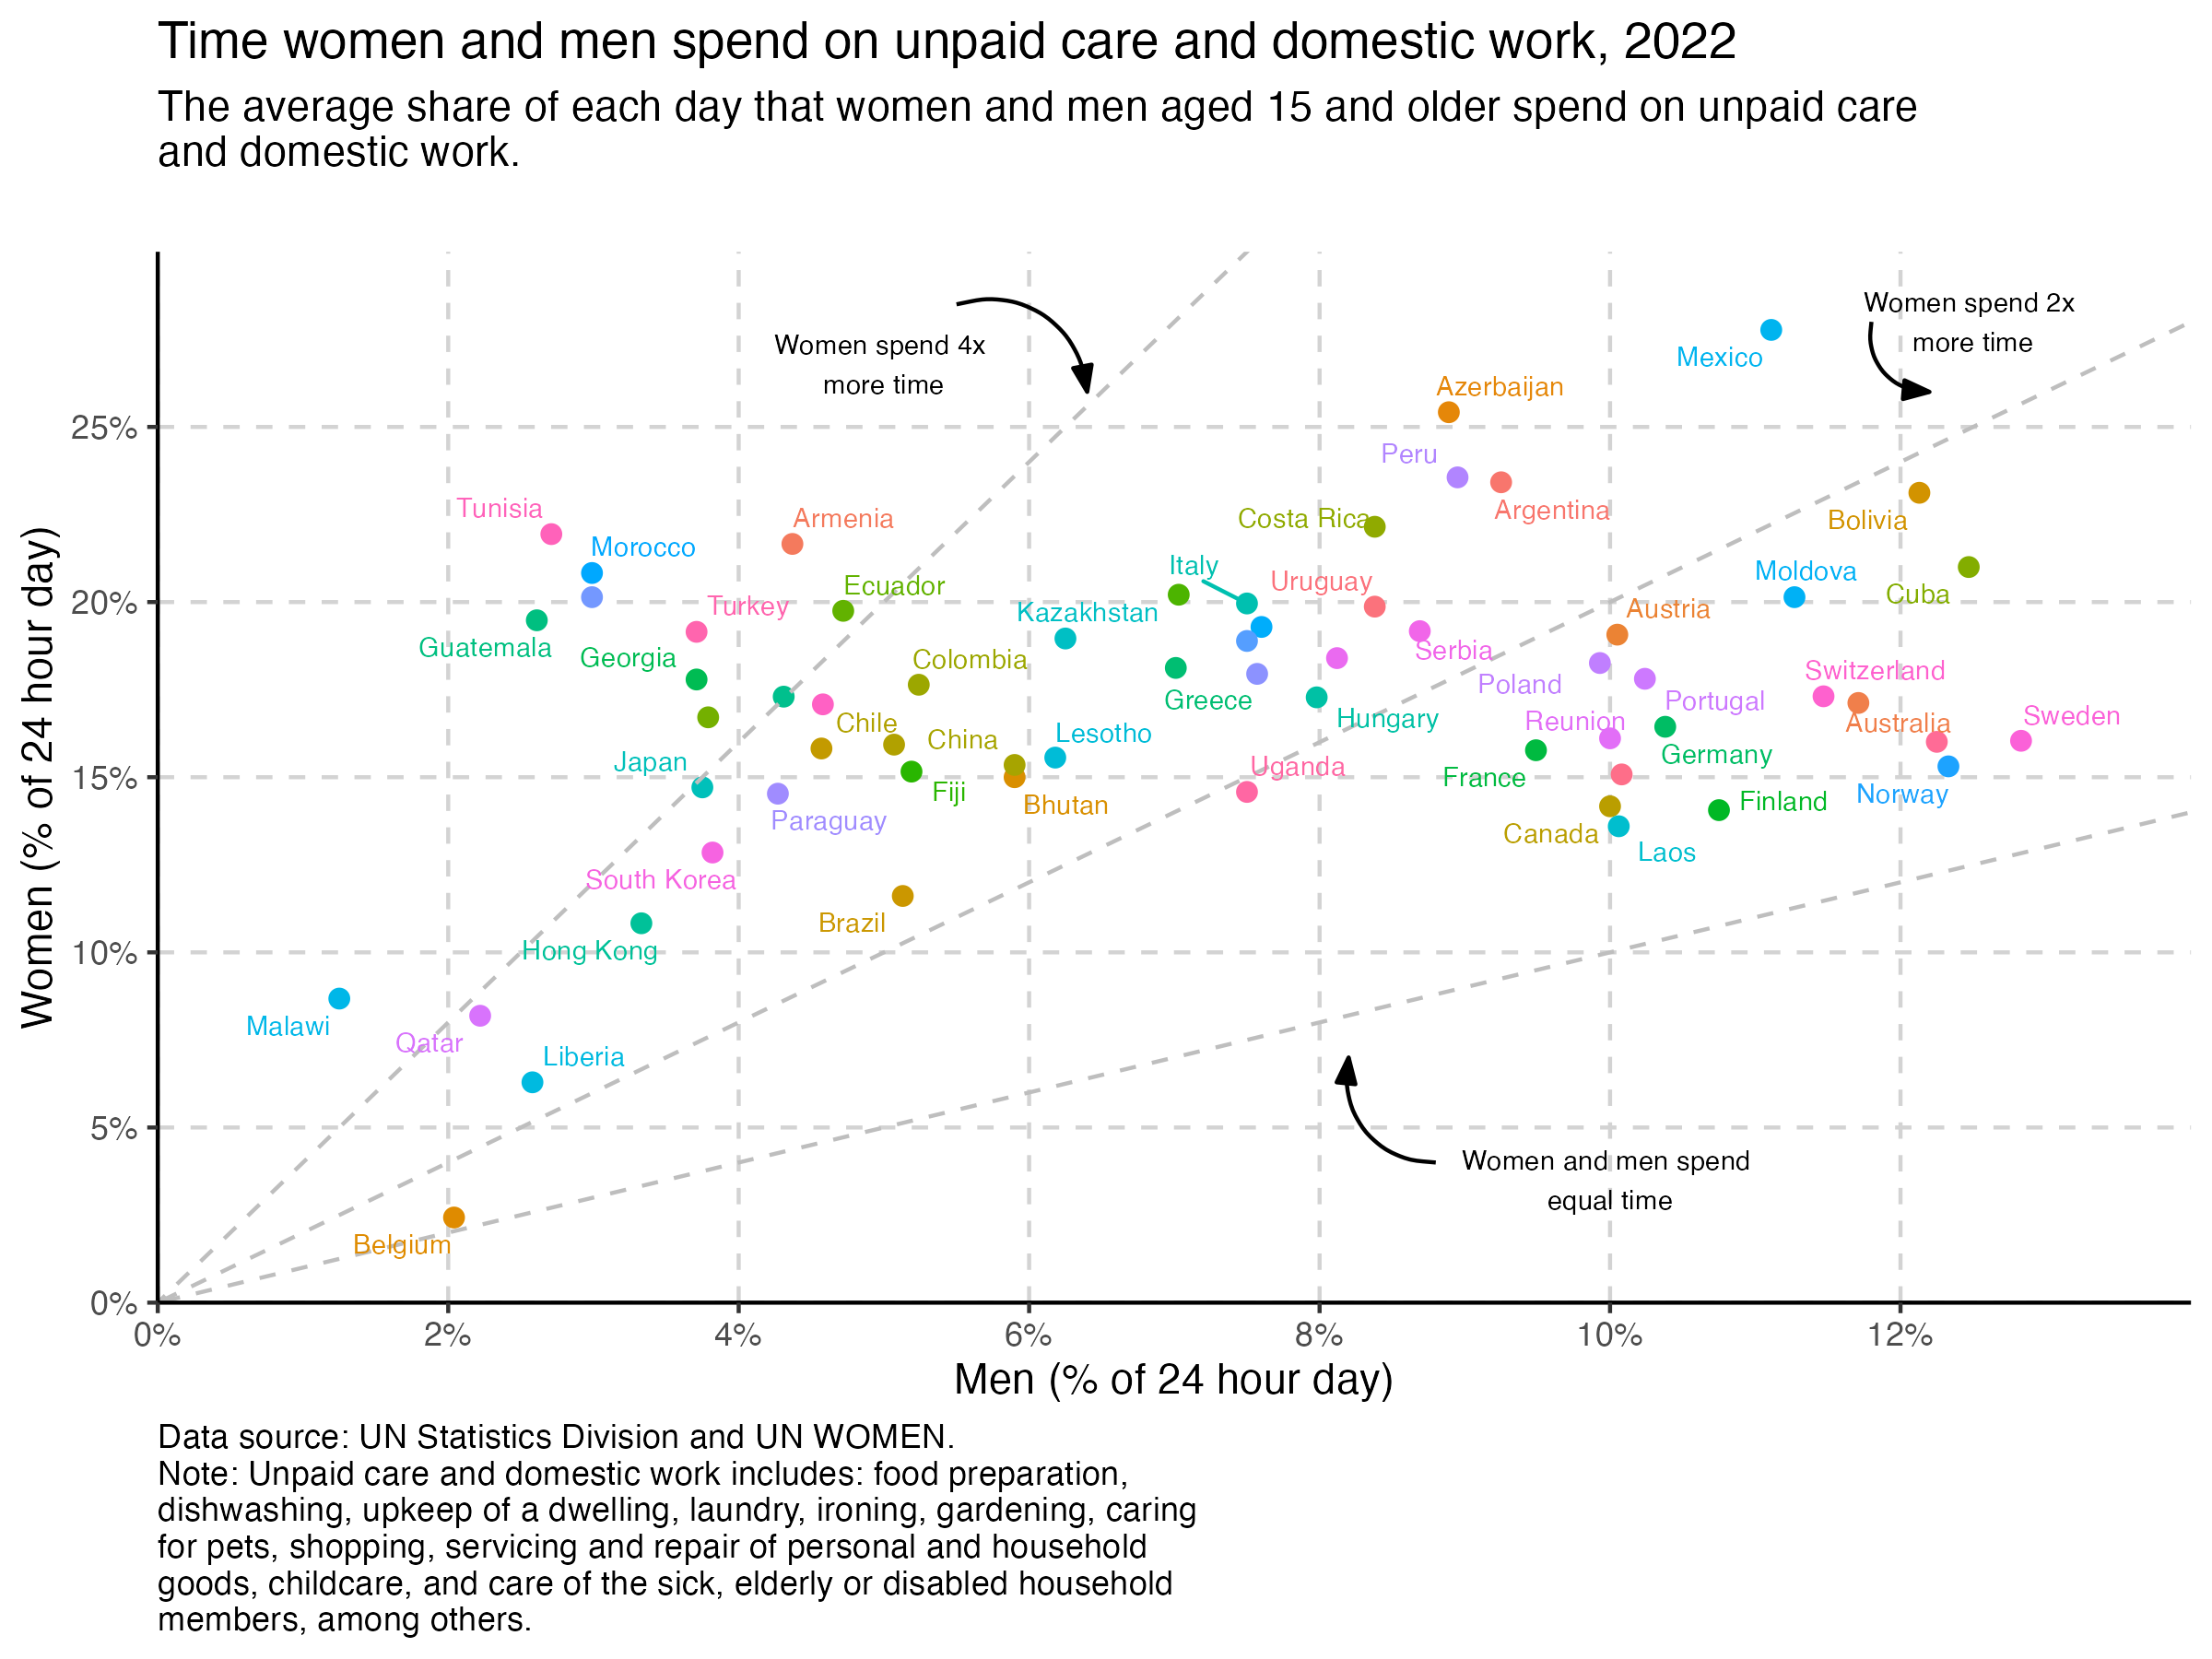 Time women and men spend on unpaid care and domestic work, 2022
The average share of each day that women and men aged 15 and older spend on unpaid care
and domestic work.
Women (% of 24 hour day)
25%
20%
15%
10%
5%
0%
Women spend 4x
more time
Women spend 2x
more time
Mexico
Azerbaijan
Peru
Argentina
Tunisia
Armenia
Costa Rica
Bolivia
Morocco
Italy
Uruguay
Moldova
Cuba
Ecuador
Turkey
Kazakhstan
Austria
Guatemala
Georgia
Colombia
Serbia
Switzerland
Poland
Greece
Portugal
Chile
Hungary
Reunion
Australia
Sweden
China
Lesotho
Germany
Japan
Uganda
France
Fiji
Norway
Bhutan
Finland
Paraguay
Canada
Laos
South Korea
Brazil
Hong Kong
Malawi
Qatar
Liberia
Women and men spend
equal time
Belgium
0%
2%
4%
6%
8%
10%
12%
Men (% of 24 hour day)
Data source: UN Statistics Division and UN WOMEN.
Note: Unpaid care and domestic work includes: food preparation,
dishwashing, upkeep of a dwelling, laundry, ironing, gardening, caring
for pets, shopping, servicing and repair of personal and household
goods, childcare, and care of the sick, elderly or disabled household
members, among others.